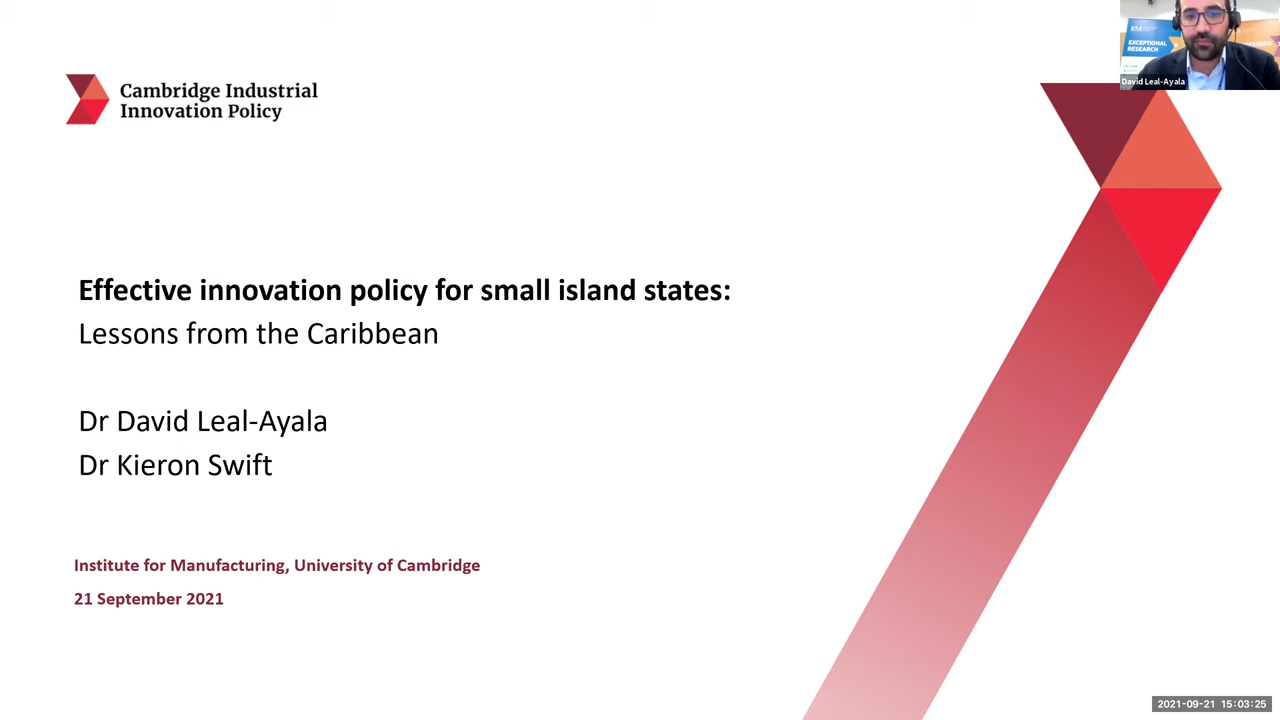 Cambridge Industrial
Innovation Policy
EXCEPTIONAL
RESEARCH
David Leal-Ayala
Effective innovation policy for small island states:
Lessons from the Caribbean
Dr David Leal-Ayala
Dr Kieron Swift
Institute for Manufacturing, University of Cambridge
21 September 2021
2021-09-21 15:03:25